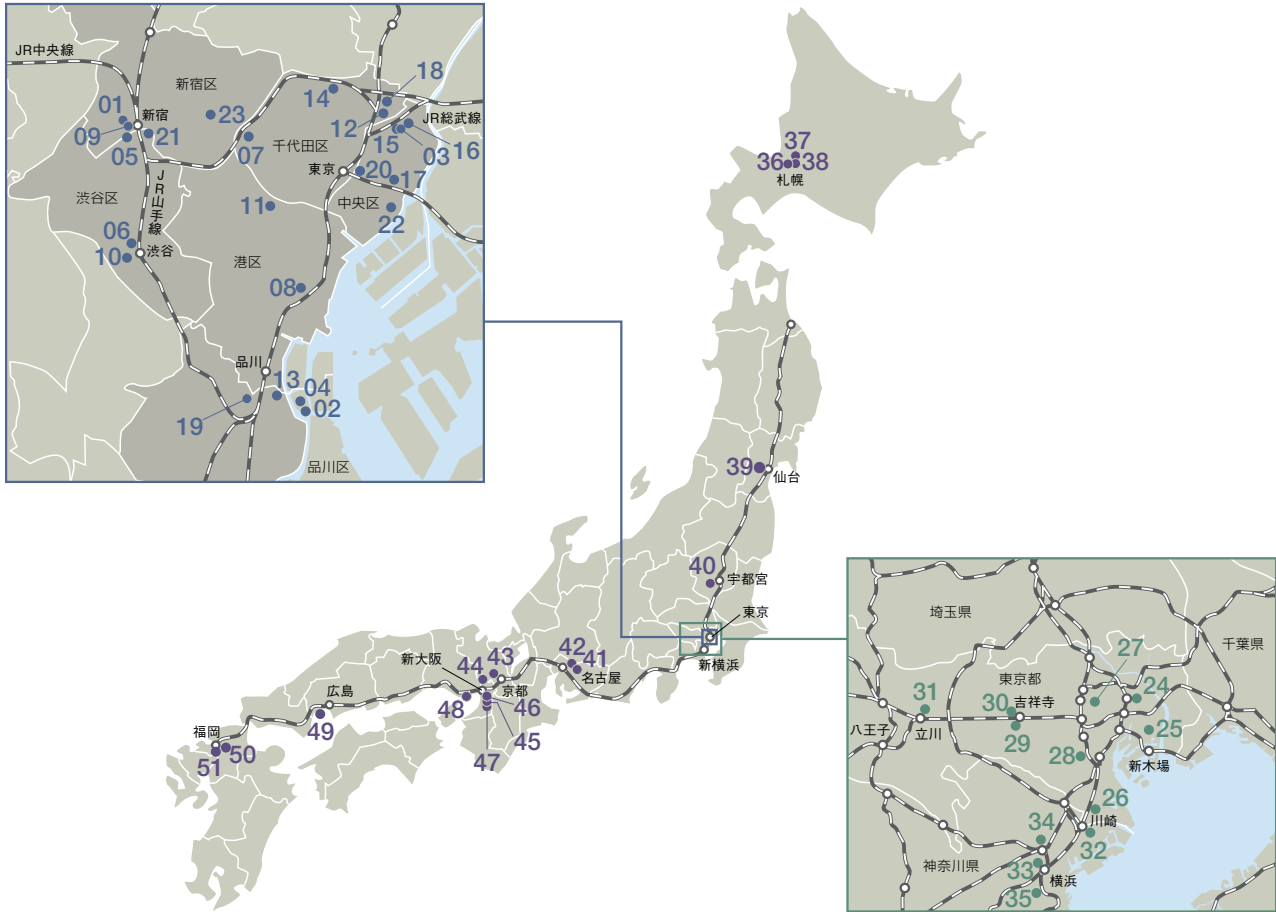 JR中央線
新宿区
18
01
新宿
23
14
12
JR総武線
09
21
07
千代田区
15
03
16
05
東京
20
17
渋谷区
JR山手線
11
中央区
22
06
渋谷
10
港区
08
品川
13
04
02
19
品川区
37
36
38
札幌
39
仙台
40
宇都宮
東京
新横浜
新大阪
44
43
42
41
名古屋
京都
広島
48
46
45
47
49
福岡
50
51
埼玉県
千葉県
27
東京都
24
31
30
吉祥寺
八王子
立川
29
25
28
新木場
26
34
川崎
32
神奈川県
33
横浜
35